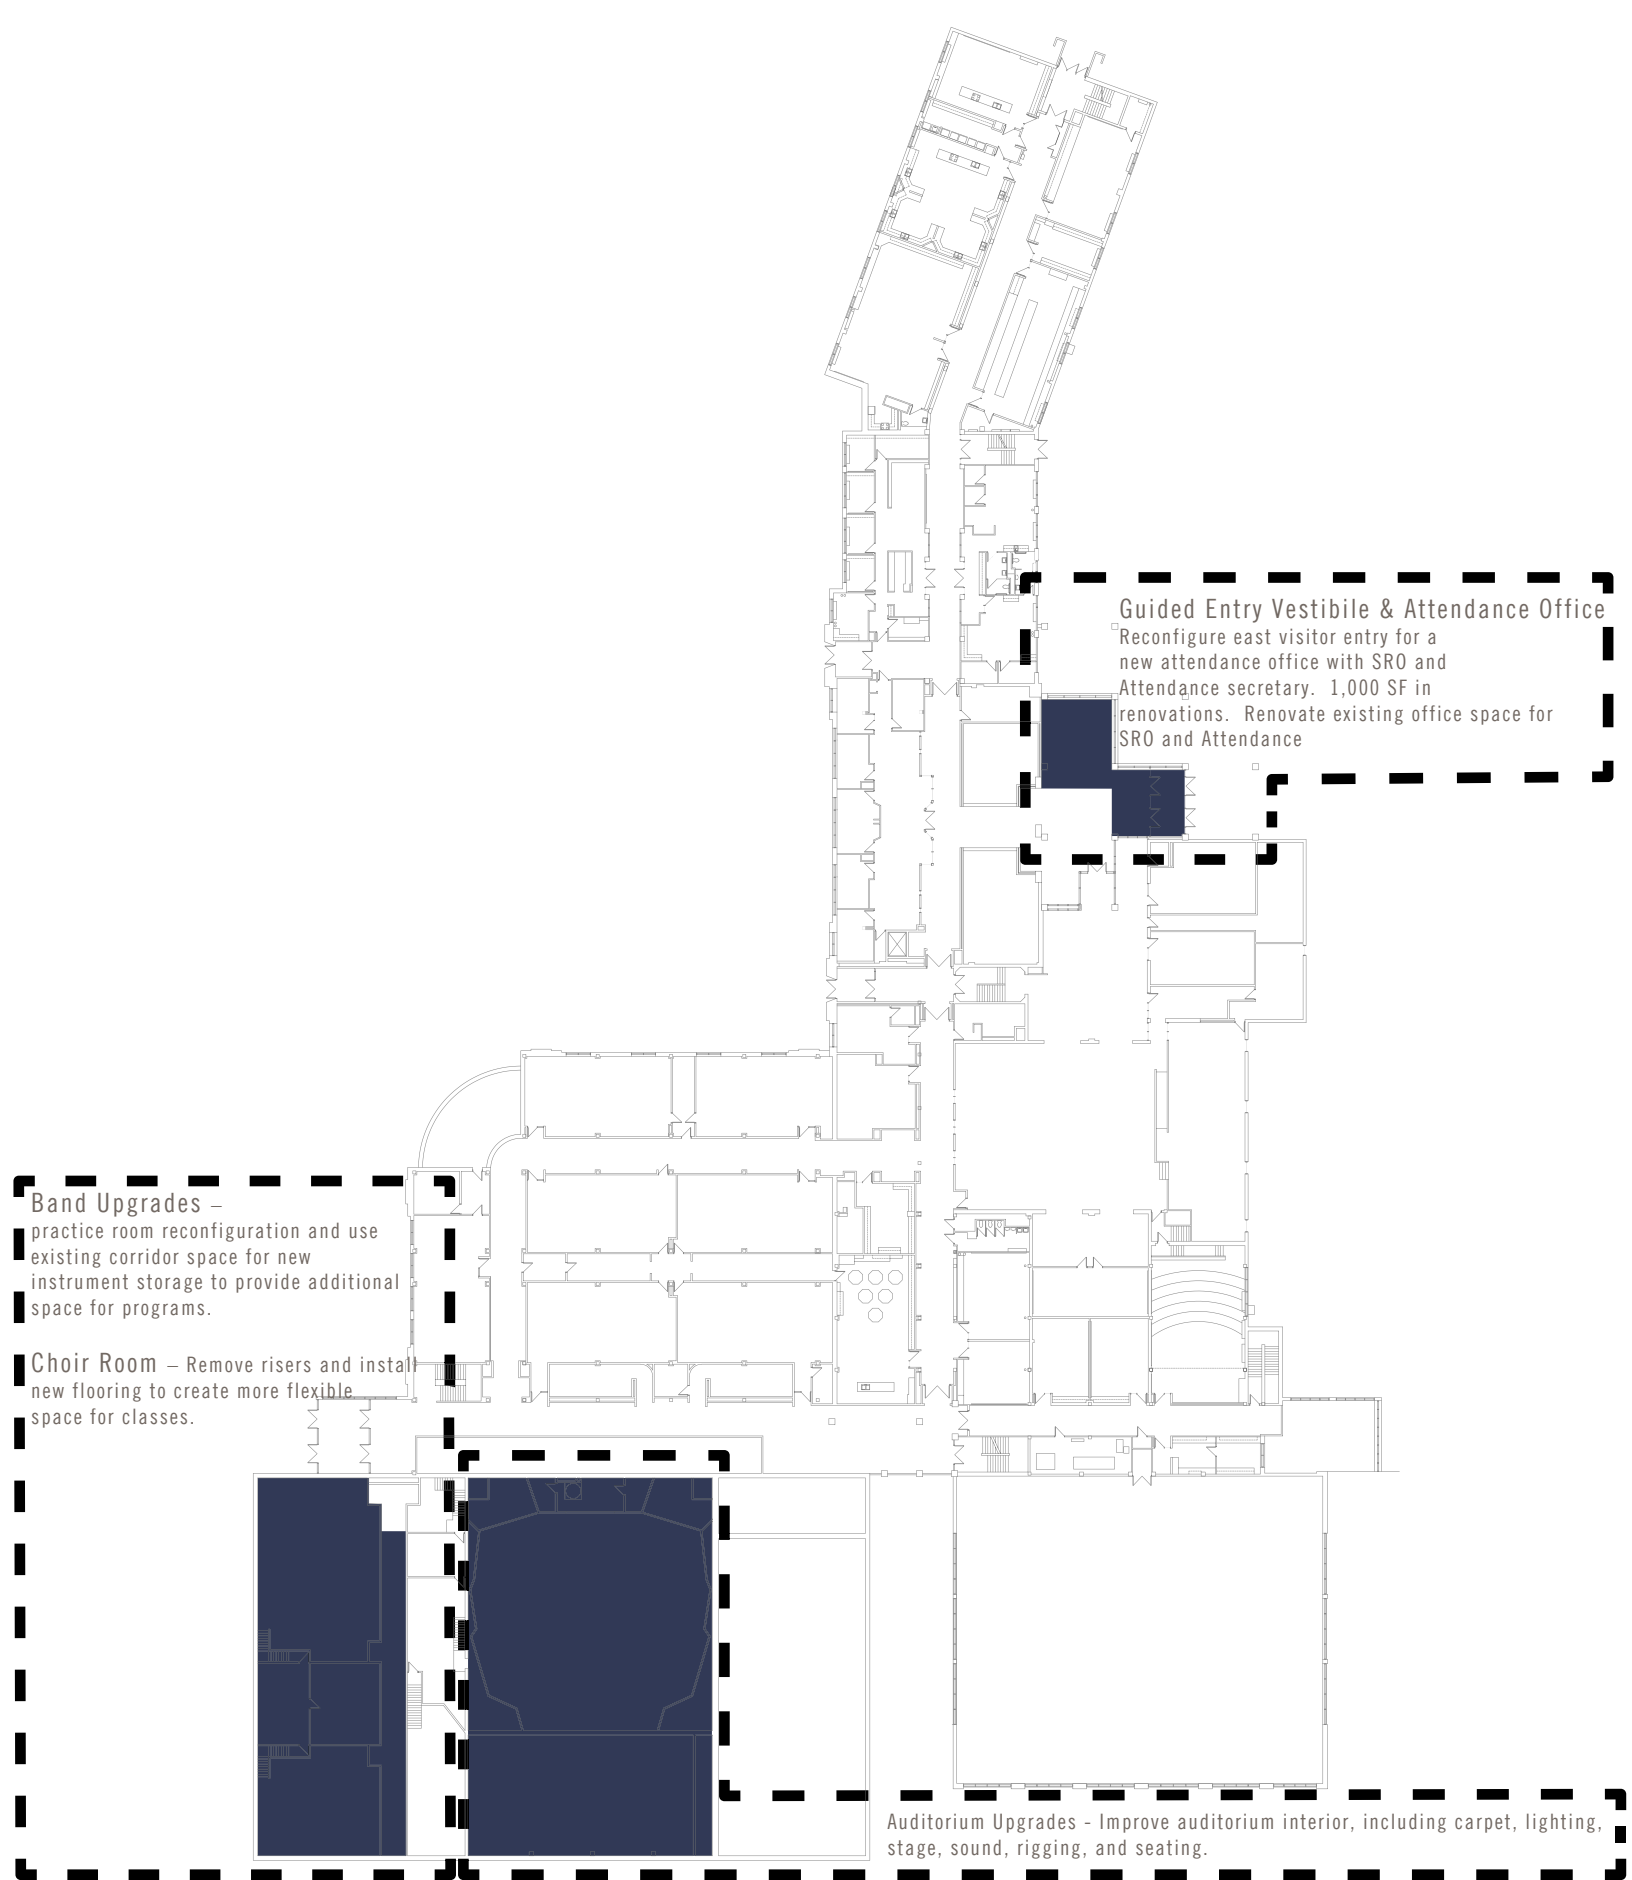 Guided Entry Vestibile & Attendance Office
Reconfigure east visitor entry for a
new attendance office with SRO and
Attendance secretary.  1,000 SF in
renovations.  Renovate existing office space for
SRO and Attendance
Band Upgrades –
practice room reconfiguration and use
existing corridor space for new
instrument storage to provide additional
space for programs.
Choir Room – Remove risers and install
new flooring to create more flexible
space for classes.
Auditorium Upgrades - Improve auditorium interior, including carpet, lighting,
stage, sound, rigging, and seating.